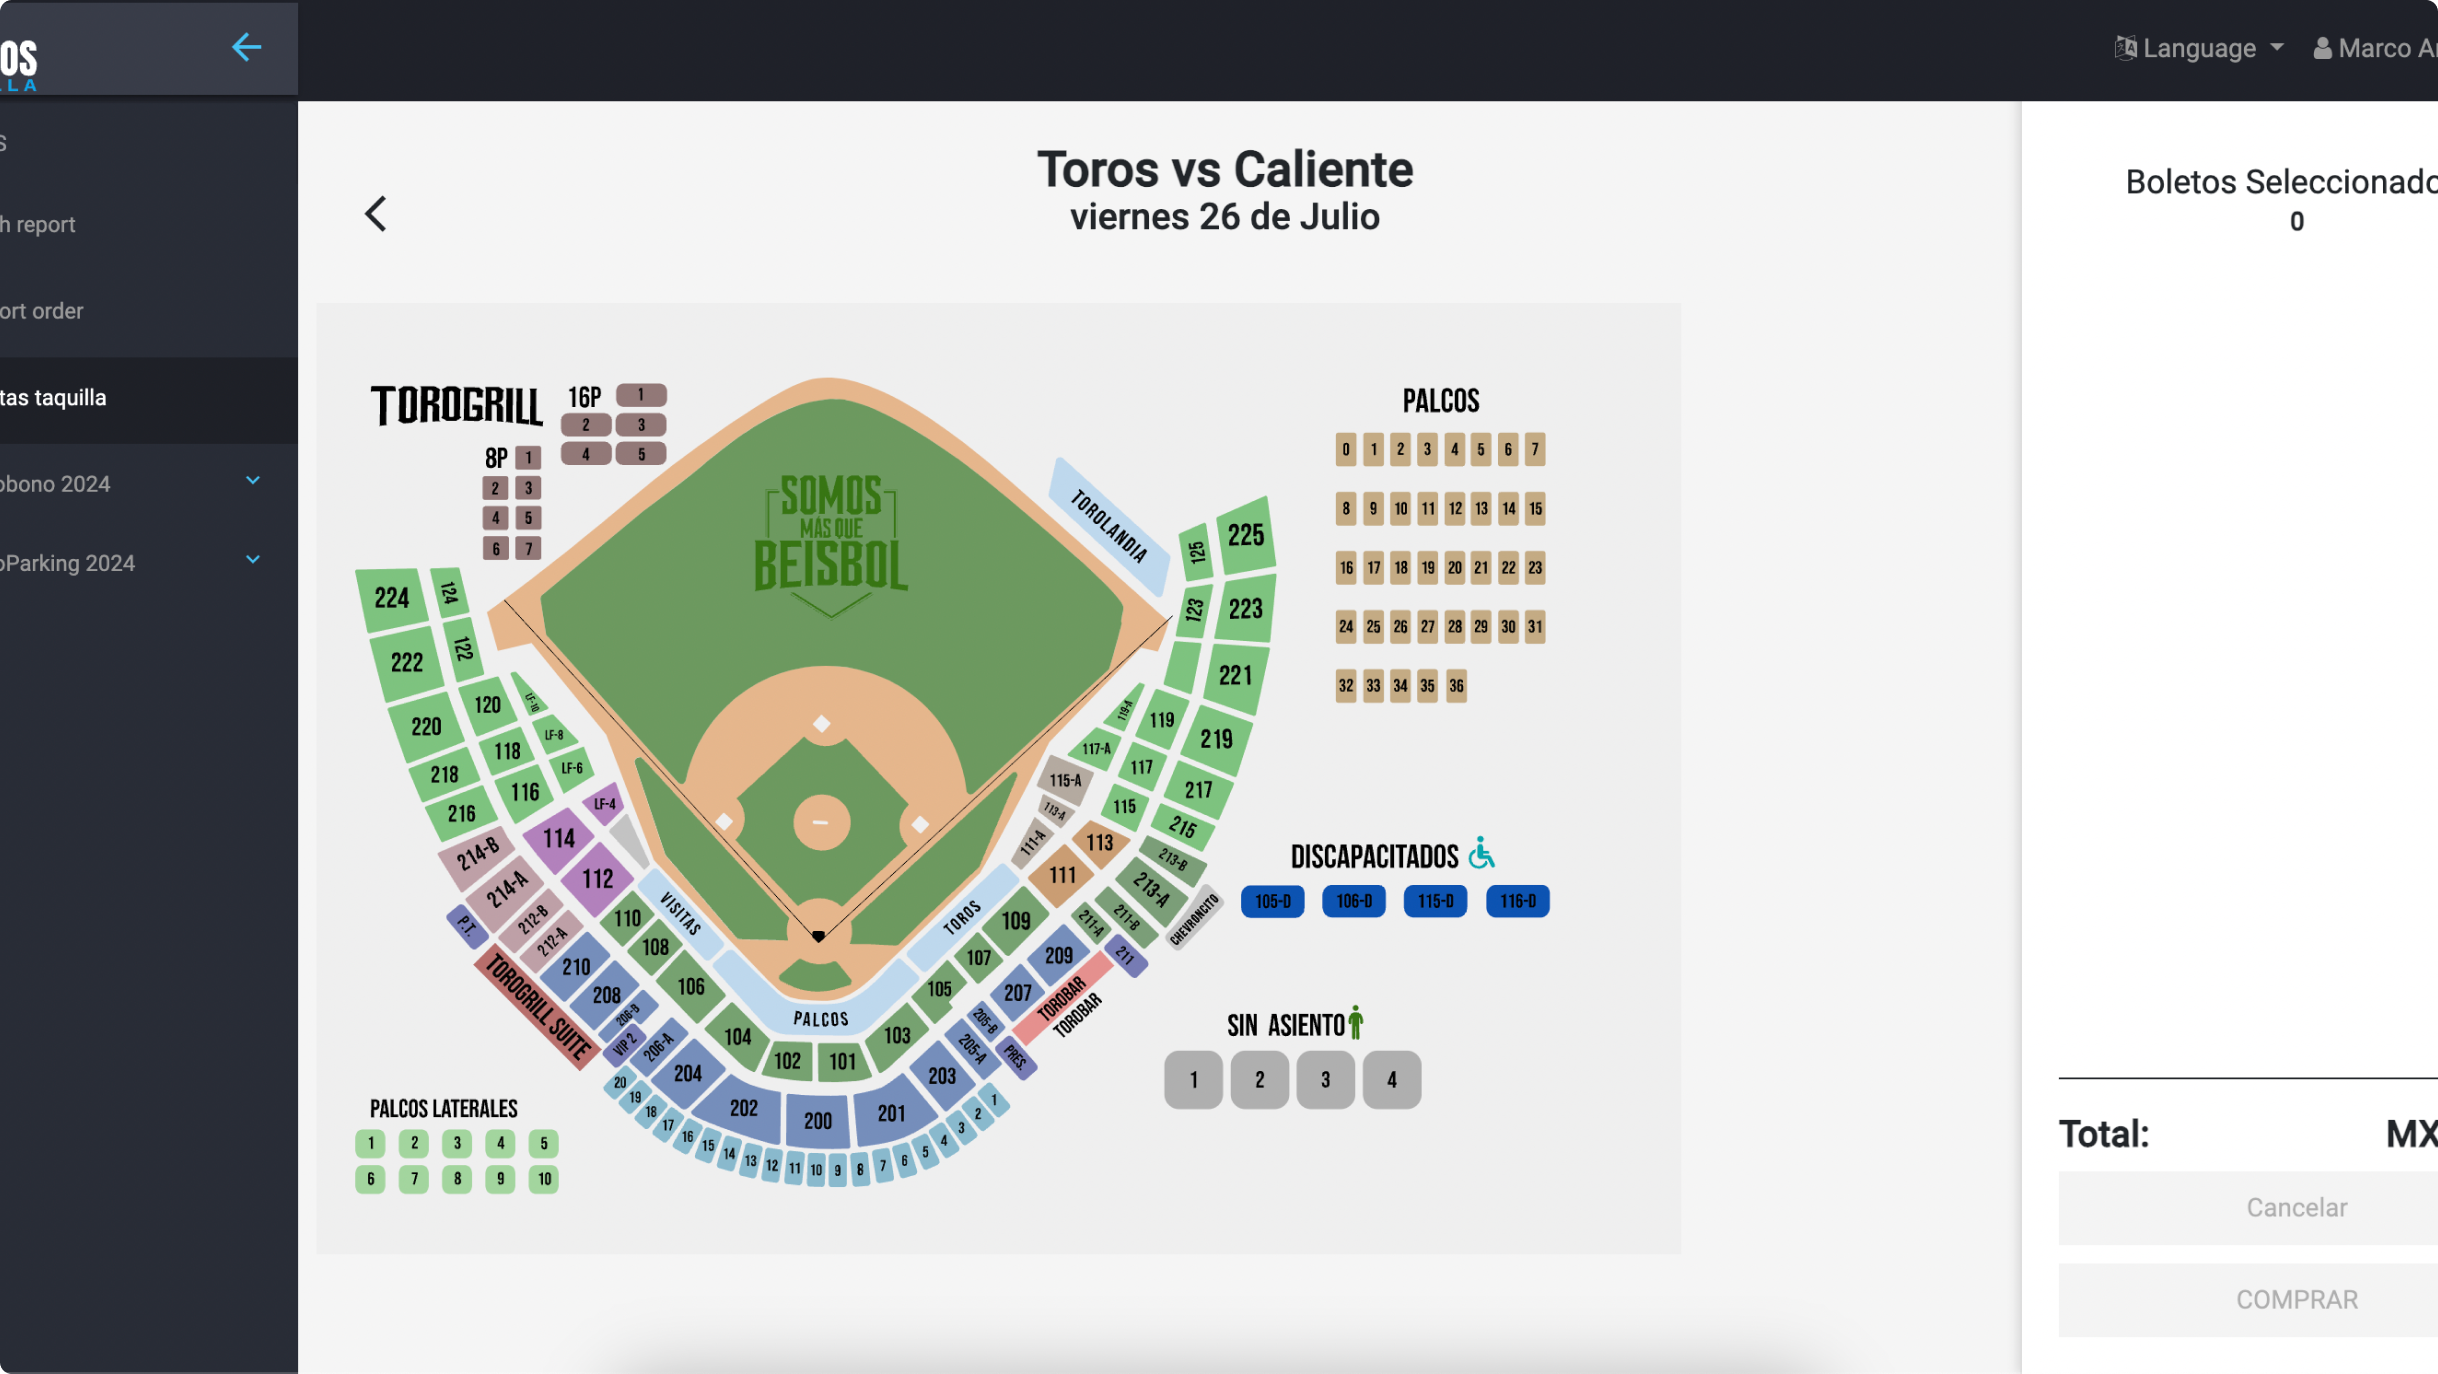 OS
LLA
Language
Marco Ar
S
h report
ort order
tas taquilla
obono 2024
oParking 2024
Toros vs Caliente
viernes 26 de Julio
Boletos Seleccionado
0
TOROGRILL
16P
1
2 3
4 5
8P 1
2 3
4 5
6 7
SOMOS
MÁS QUE
BEISBOL
TOROLANDIA
PALCOS
0 1 2 3 4 5 6 7
8 9 10 11 12 13 14 15
16 17 18 19 20 21 22 23
24 25 26 27 28 29 30 31
32 33 34 35 36
224 124
222 122
220 120 LF-10
218 118 LF-8
216 116 LF-6
214-B 114 LF-4
214-A 112
P.T. 212-B 212-A
110 VISITAS
108
210
208 106
206-B
VIP 2 206-A
TOROGRILL SUITE
204 104
202 102
200 101
201 103
203 105
205-A 205-B
PRES.
207 107
209 109
TOROS
PALCOS
TOROBAR
TOROBAR
211
211-A 211-B
213-A 213-B
CHEVRONCITO
111 113
111-A 113-A 115-A
115 215
117-A 117 217
119-A 119 219
221
123 223
125 225
20 19 18 17 16 15 14 13 12 11 10 9 8 7 6 5 4 3 2 1
DISCAPACITADOS
105-D 106-D 115-D 116-D
SIN ASIENTO
1 2 3 4
PALCOS LATERALES
1 2 3 4 5
6 7 8 9 10
Total: MX
Cancelar
COMPRAR